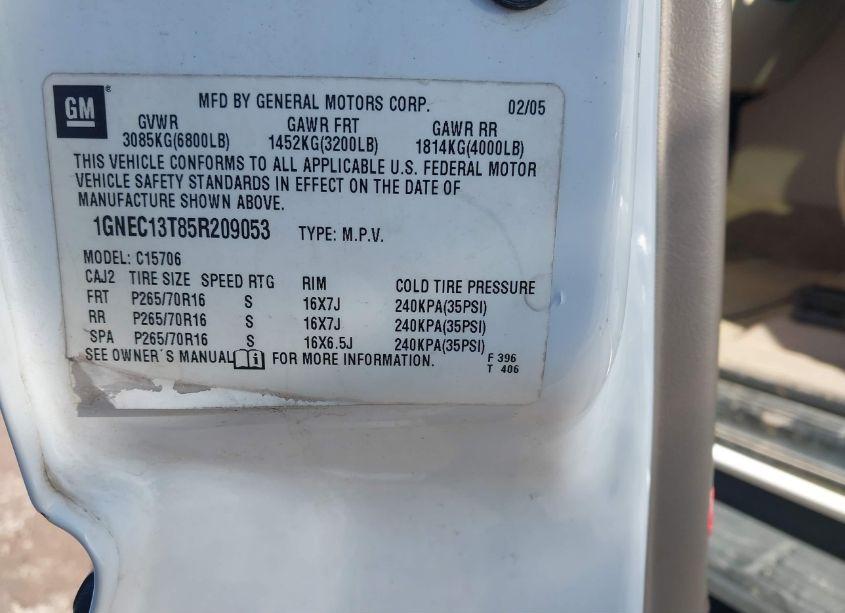 GM ®
MFD BY GENERAL MOTORS CORP. 02/05
GVWR GAWR FRT GAWR RR
3085KG(6800LB) 1452KG(3200LB) 1814KG(4000LB)
THIS VEHICLE CONFORMS TO ALL APPLICABLE U.S. FEDERAL MOTOR
VEHICLE SAFETY STANDARDS IN EFFECT ON THE DATE OF
MANUFACTURE SHOWN ABOVE.
1GNEC13T85R209053 TYPE: M.P.V.
MODEL: C15706
CAJ2 TIRE SIZE SPEED RTG RIM COLD TIRE PRESSURE
FRT P265/70R16 S 16X7J 240KPA(35PSI)
RR P265/70R16 S 16X7J 240KPA(35PSI)
SPA P265/70R16 S 16X6.5J 240KPA(35PSI)
SEE OWNER'S MANUAL FOR MORE INFORMATION. F 396
T 406